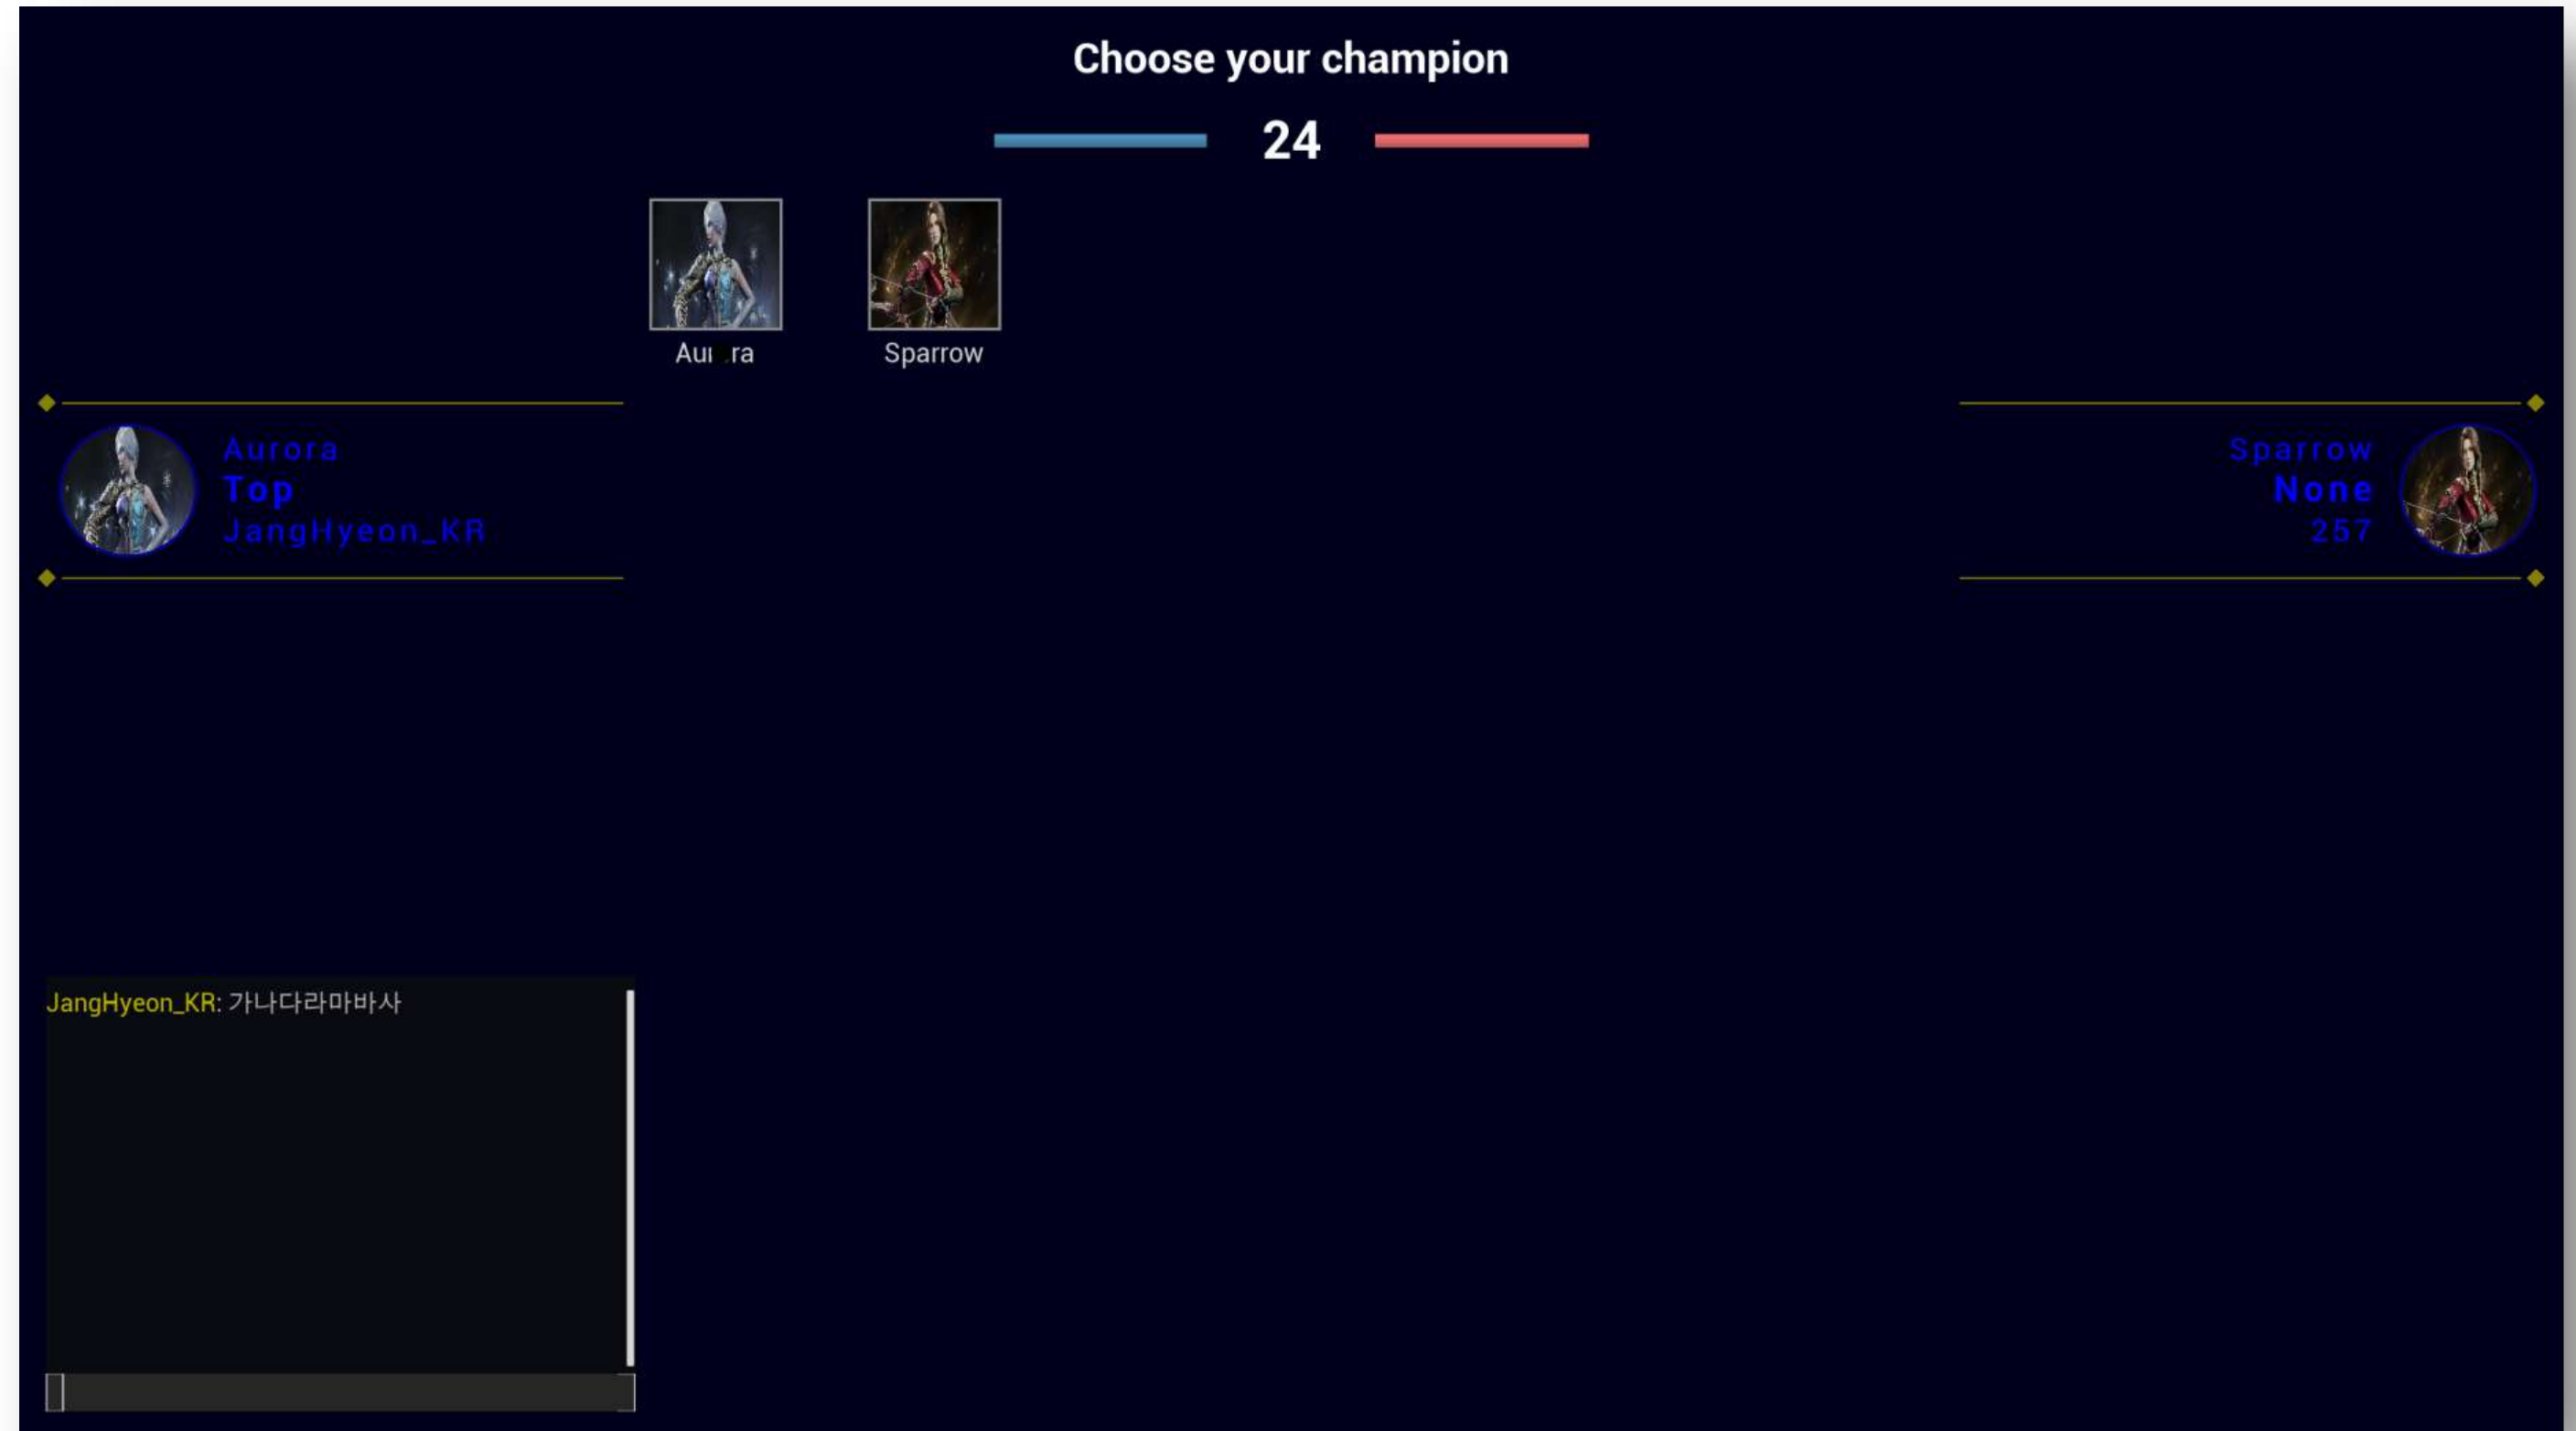 Choose your champion
24
Sparrow
Aurora
Top
JangHyeon_KR
Sparrow
None
257
JangHyeon_KR: 가나다라마바사